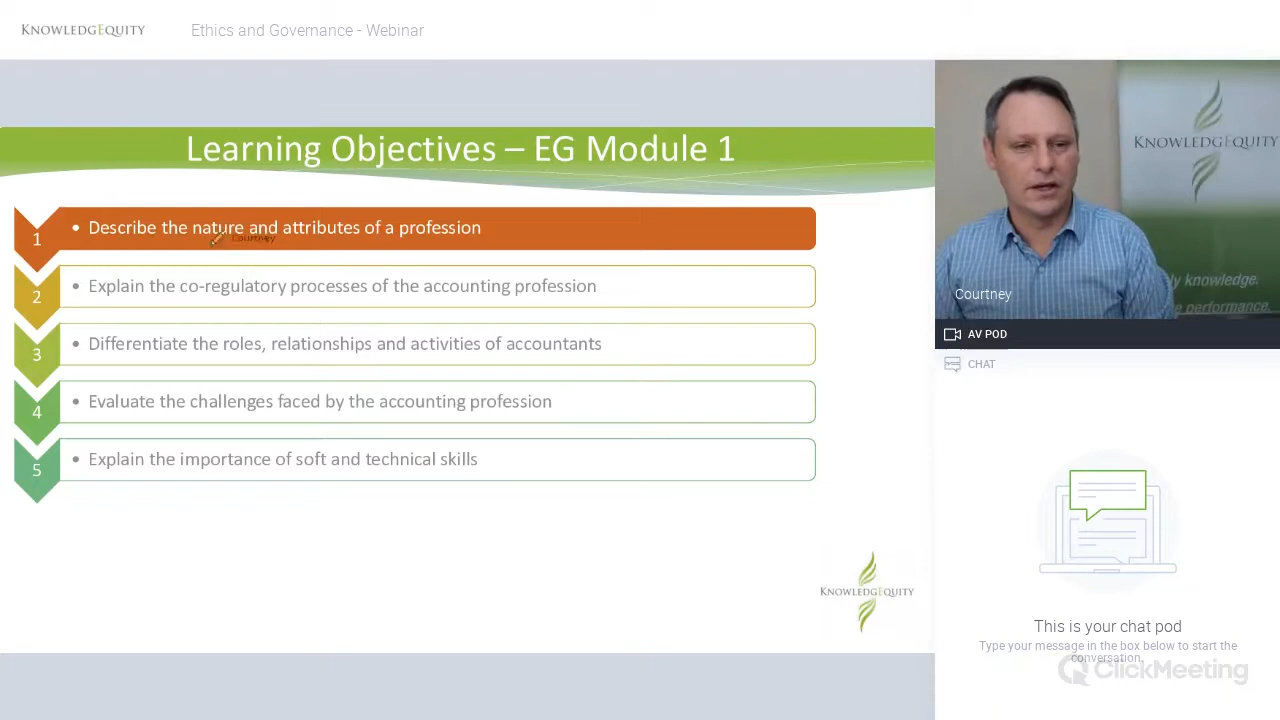 KNOWLEDGEQUITY
Ethics and Governance - Webinar
Learning Objectives – EG Module 1
1
• Describe the nature and attributes of a profession
Courtney
2
• Explain the co-regulatory processes of the accounting profession
3
• Differentiate the roles, relationships and activities of accountants
4
• Evaluate the challenges faced by the accounting profession
5
• Explain the importance of soft and technical skills
KNOWLEDGEQUITY
KNOWLEDGEQUITY
knowledge.
performance.
Courtney
AV POD
CHAT
This is your chat pod
Type your message in the box below to start the
conversation.
ClickMeeting